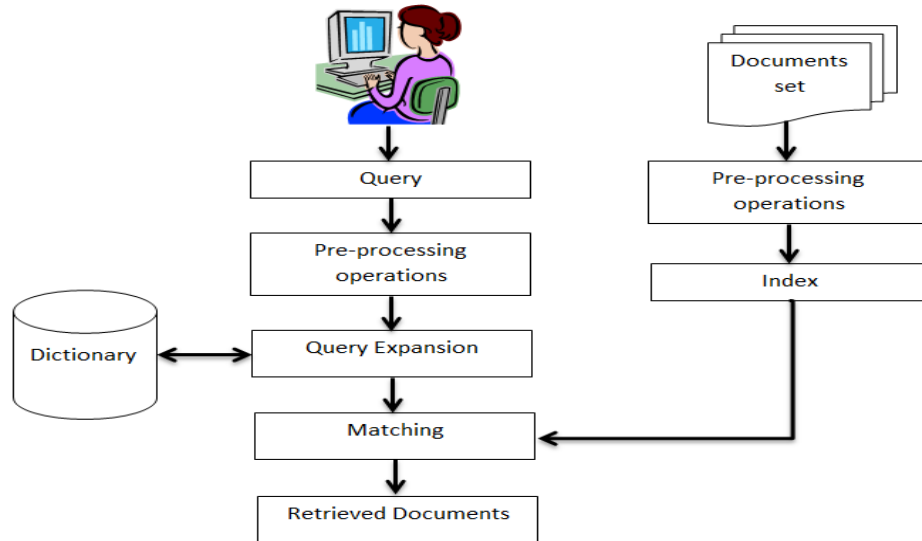 Documents
set
Query
Pre-processing
operations
Pre-processing
operations
Index
Dictionary
Query Expansion
Matching
Retrieved Documents